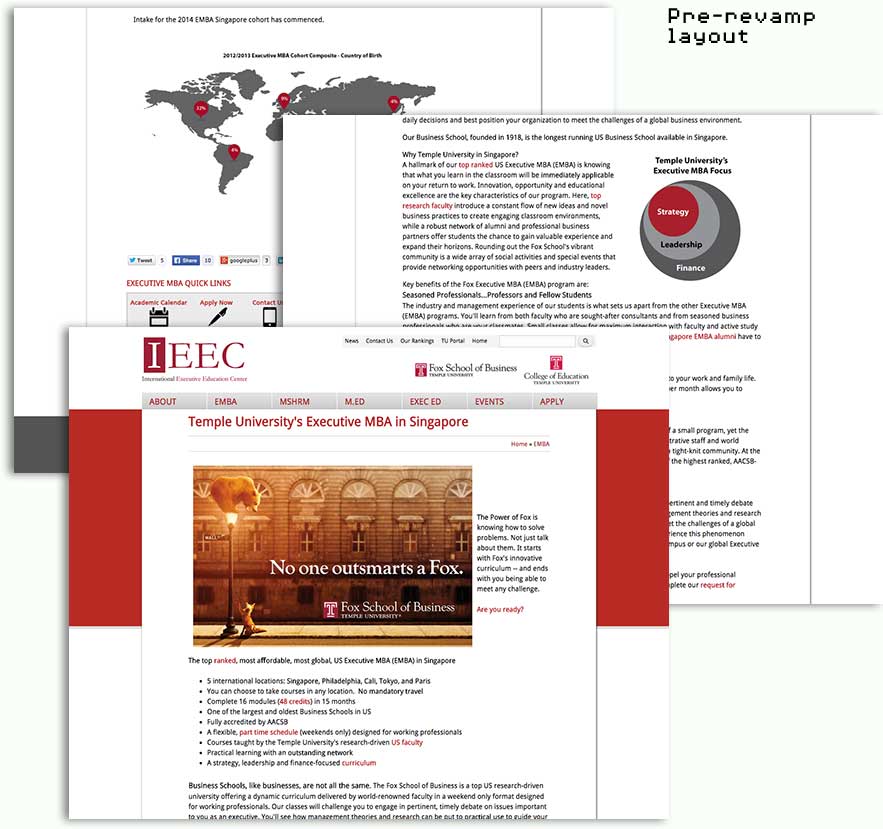 Pre-revamp
layout
Intake for the 2014 EMBA Singapore cohort has commenced.
2012/2013 Executive MBA Cohort Composite - Country of Birth
Tweet 5 Share 10 googleplus 3
EXECUTIVE MBA QUICK LINKS
Academic Calendar Apply Now Contact U
daily decisions and best position your organization to meet the challenges of a global business environment.
Our Business School, founded in 1918, is the longest running US Business School available in Singapore.
Why Temple University in Singapore?
A hallmark of our top ranked US Executive MBA (EMBA) is knowing
that what you learn in the classroom will be immediately applicable
on your return to work. Innovation, opportunity and educational
excellence are the key characteristics of our program. Here, top
research faculty introduce a constant flow of new ideas and novel
business practices to create engaging classroom environments,
while a robust network of alumni and professional business
partners offer students the chance to gain valuable experience and
expand their horizons. Rounding out the Fox School's vibrant
community is a wide array of social activities and special events that
provide networking opportunities with peers and industry leaders.
Temple University's
Executive MBA Focus
Strategy
Leadership
Finance
Key benefits of the Fox Executive MBA (EMBA) program are:
Seasoned Professionals...Professors and Fellow Students
The industry and management experience of our students is what sets us apart from the other Executive MBA
(EMBA) programs. You'll learn from both faculty who are sought-after consultants and from seasoned business
professionals who are your classmates. Small classes allow for maximum interaction with faculty and active study
ngapore EMBA alumni have to
to your work and family life.
er month allows you to
f a small program, yet the
trative staff and world
tight-knit community. At the
f the highest ranked, AACSB-
pertinent and timely debate
gement theories and research
et the challenges of a global
rience this phenomenon
mpus or our global Executive
pel your professional
plete our request for
IEEC
International Executive Education Center
News Contact Us Our Rankings TU Portal Home
Fox School of Business
TEMPLE UNIVERSITY
College of Education
TEMPLE UNIVERSITY
ABOUT EMBA MSHRM M.ED EXEC ED EVENTS APPLY
Temple University's Executive MBA in Singapore
Home » EMBA
WALL ST
No one outsmarts a Fox.
Fox School of Business
TEMPLE UNIVERSITY®
The Power of Fox is
knowing how to solve
problems. Not just talk
about them. It starts
with Fox's innovative
curriculum -- and ends
with you being able to
meet any challenge.
Are you ready?
The top ranked, most affordable, most global, US Executive MBA (EMBA) in Singapore
• 5 international locations: Singapore, Philadelphia, Cali, Tokyo, and Paris
• You can choose to take courses in any location. No mandatory travel
• Complete 16 modules (48 credits) in 15 months
• One of the largest and oldest Business Schools in US
• Fully accredited by AACSB
• A flexible, part time schedule (weekends only) designed for working professionals
• Courses taught by the Temple University's research-driven US faculty
• Practical learning with an outstanding network
• A strategy, leadership and finance-focused curriculum
Business Schools, like businesses, are not all the same. The Fox School of Business is a top US research-driven
university offering a dynamic curriculum delivered by world-renowned faculty in a weekend only format designed
for working professionals. Our classes will challenge you to engage in pertinent, timely debate on issues important
to you as an executive. You'll see how management theories and research can be put to practical use to guide your